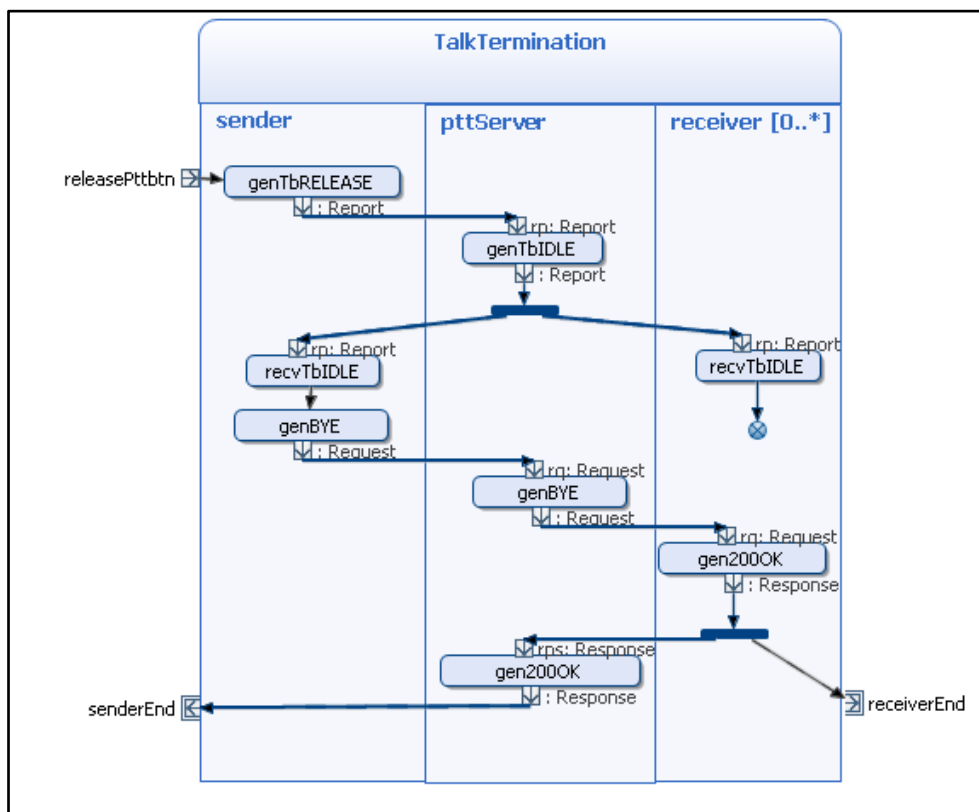 TalkTermination
sender
pttServer
receiver [0..*]
releasePttbtn
genTbRELEASE
: Report
rp: Report
genTbIDLE
: Report
rp: Report
recvTbIDLE
rp: Report
recvTbIDLE
genBYE
: Request
rq: Request
genBYE
: Request
rq: Request
gen200OK
: Response
rps: Response
gen200OK
: Response
senderEnd
receiverEnd